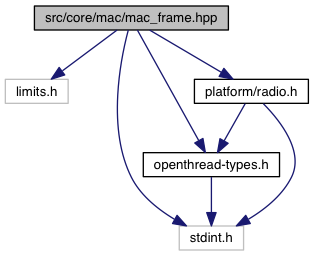 src/core/mac/mac_frame.hpp
limits.h
platform/radio.h
openthread-types.h
stdint.h